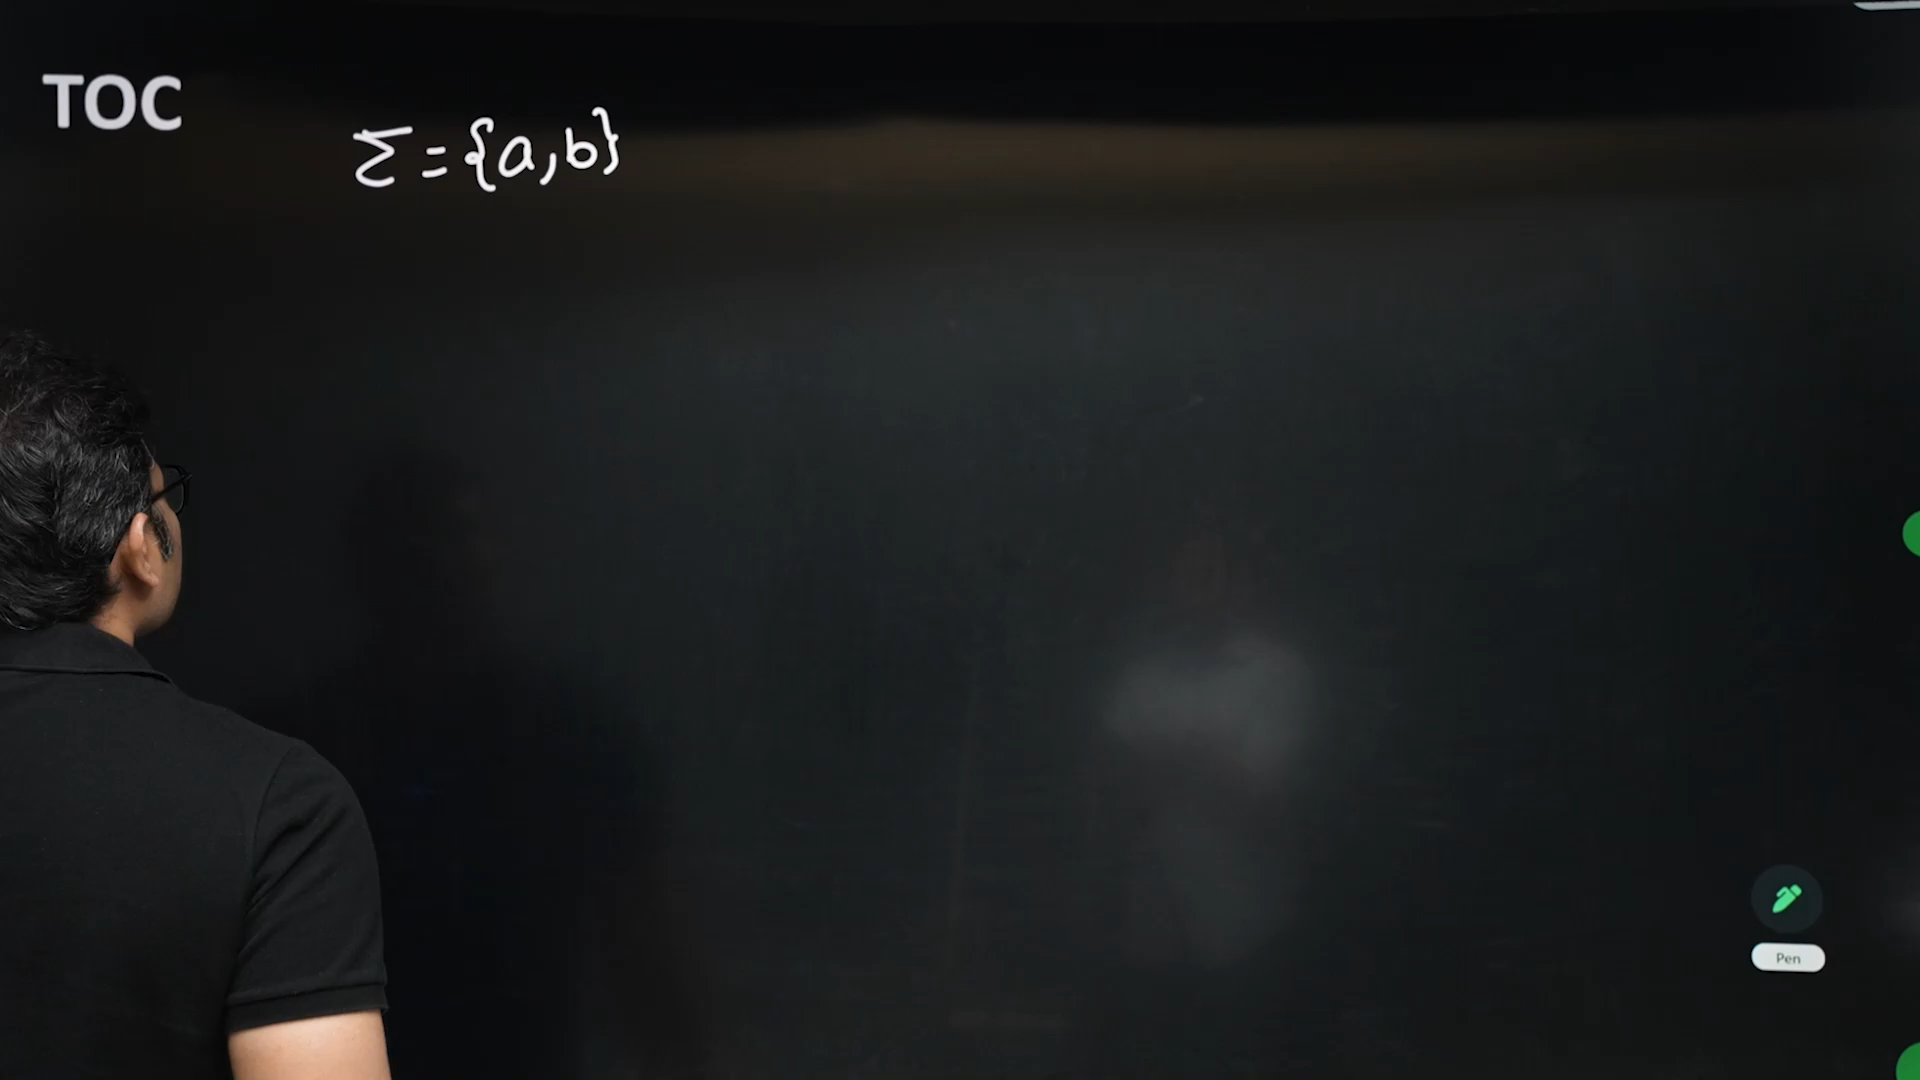 TOC
Σ = {a,b}
Pen